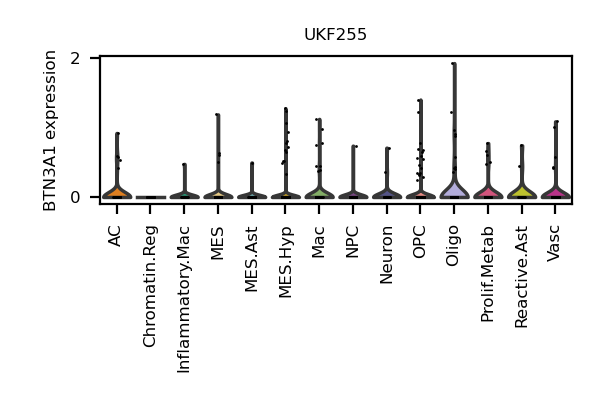 UKF255
BTN3A1 expression
2
0
AC
Chromatin.Reg
Inflammatory.Mac
MES
MES.Ast
MES.Hyp
Mac
NPC
Neuron
OPC
Oligo
Prolif.Metab
Reactive.Ast
Vasc